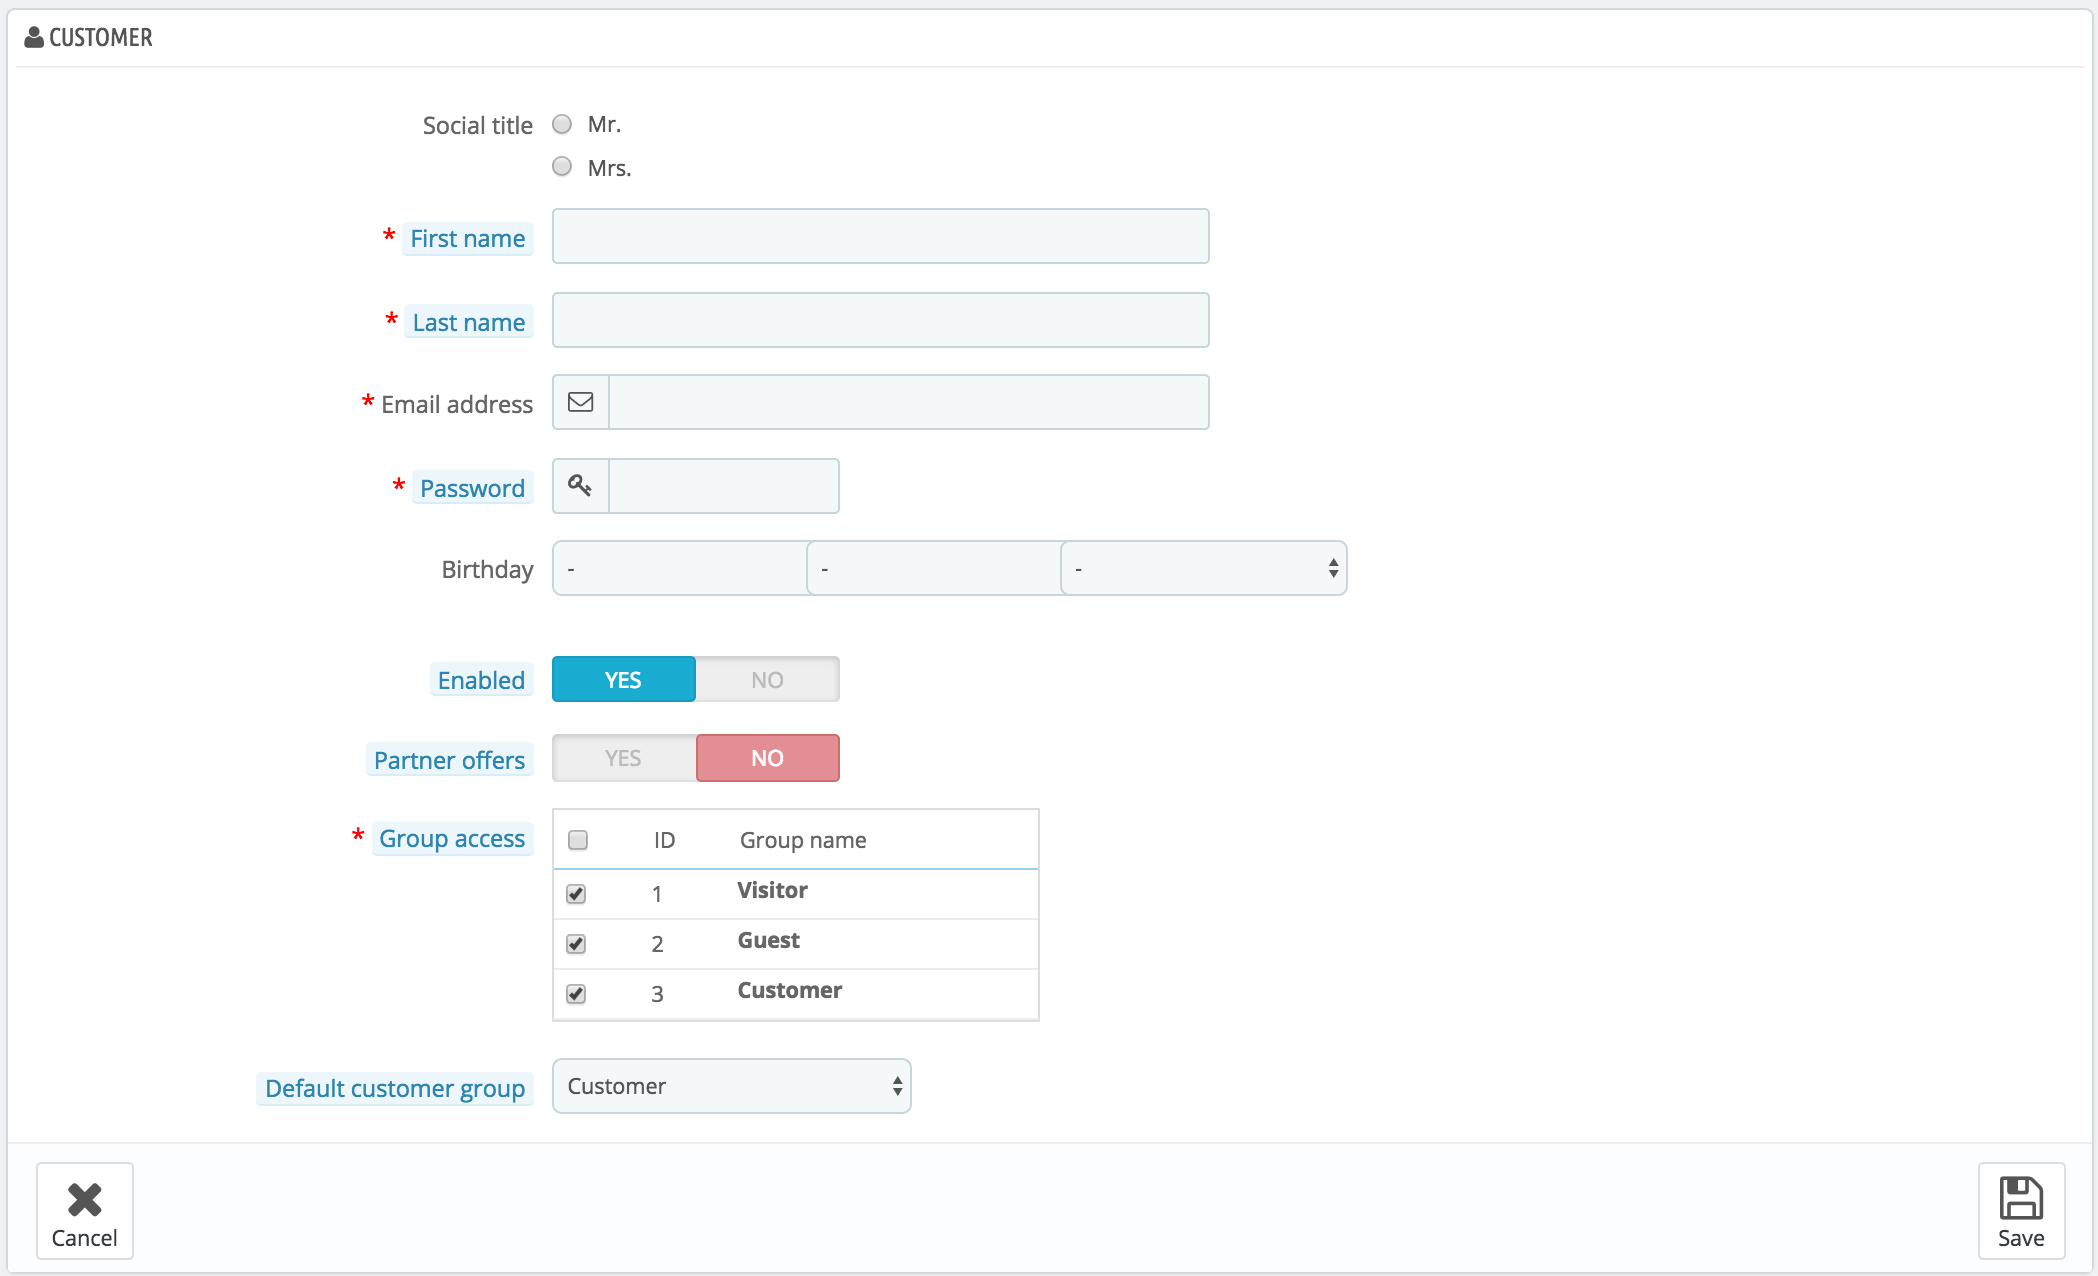 CUSTOMER
Social title Mr.
Mrs.
* First name
* Last name
* Email address
* Password
Birthday - - -
Enabled YES NO
Partner offers YES NO
* Group access ID Group name
1 Visitor
2 Guest
3 Customer
Default customer group Customer
Cancel Save